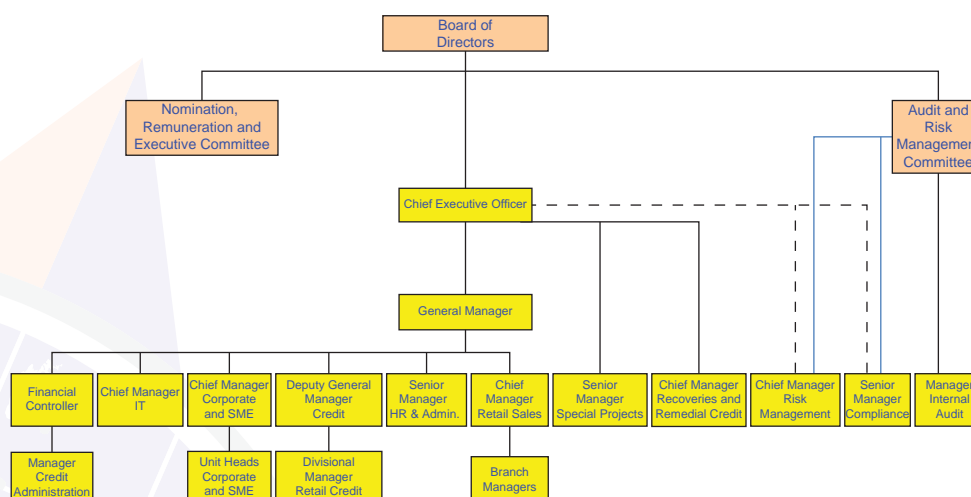 Board of
Directors
Nomination,
Remuneration and
Executive Committee
Audit and
Risk
Management
Committee
Chief Executive Officer
General Manager
Financial
Controller
Chief Manager
IT
Chief Manager
Corporate
and SME
Deputy General
Manager
Credit
Senior
Manager
HR & Admin.
Chief
Manager
Retail Sales
Senior
Manager
Special Projects
Chief Manager
Recoveries and
Remedial Credit
Chief Manager
Risk
Management
Senior
Manager
Compliance
Manager
Internal
Audit
Manager
Credit
Administration
Unit Heads
Corporate
and SME
Divisional
Manager
Retail Credit
Branch
Managers